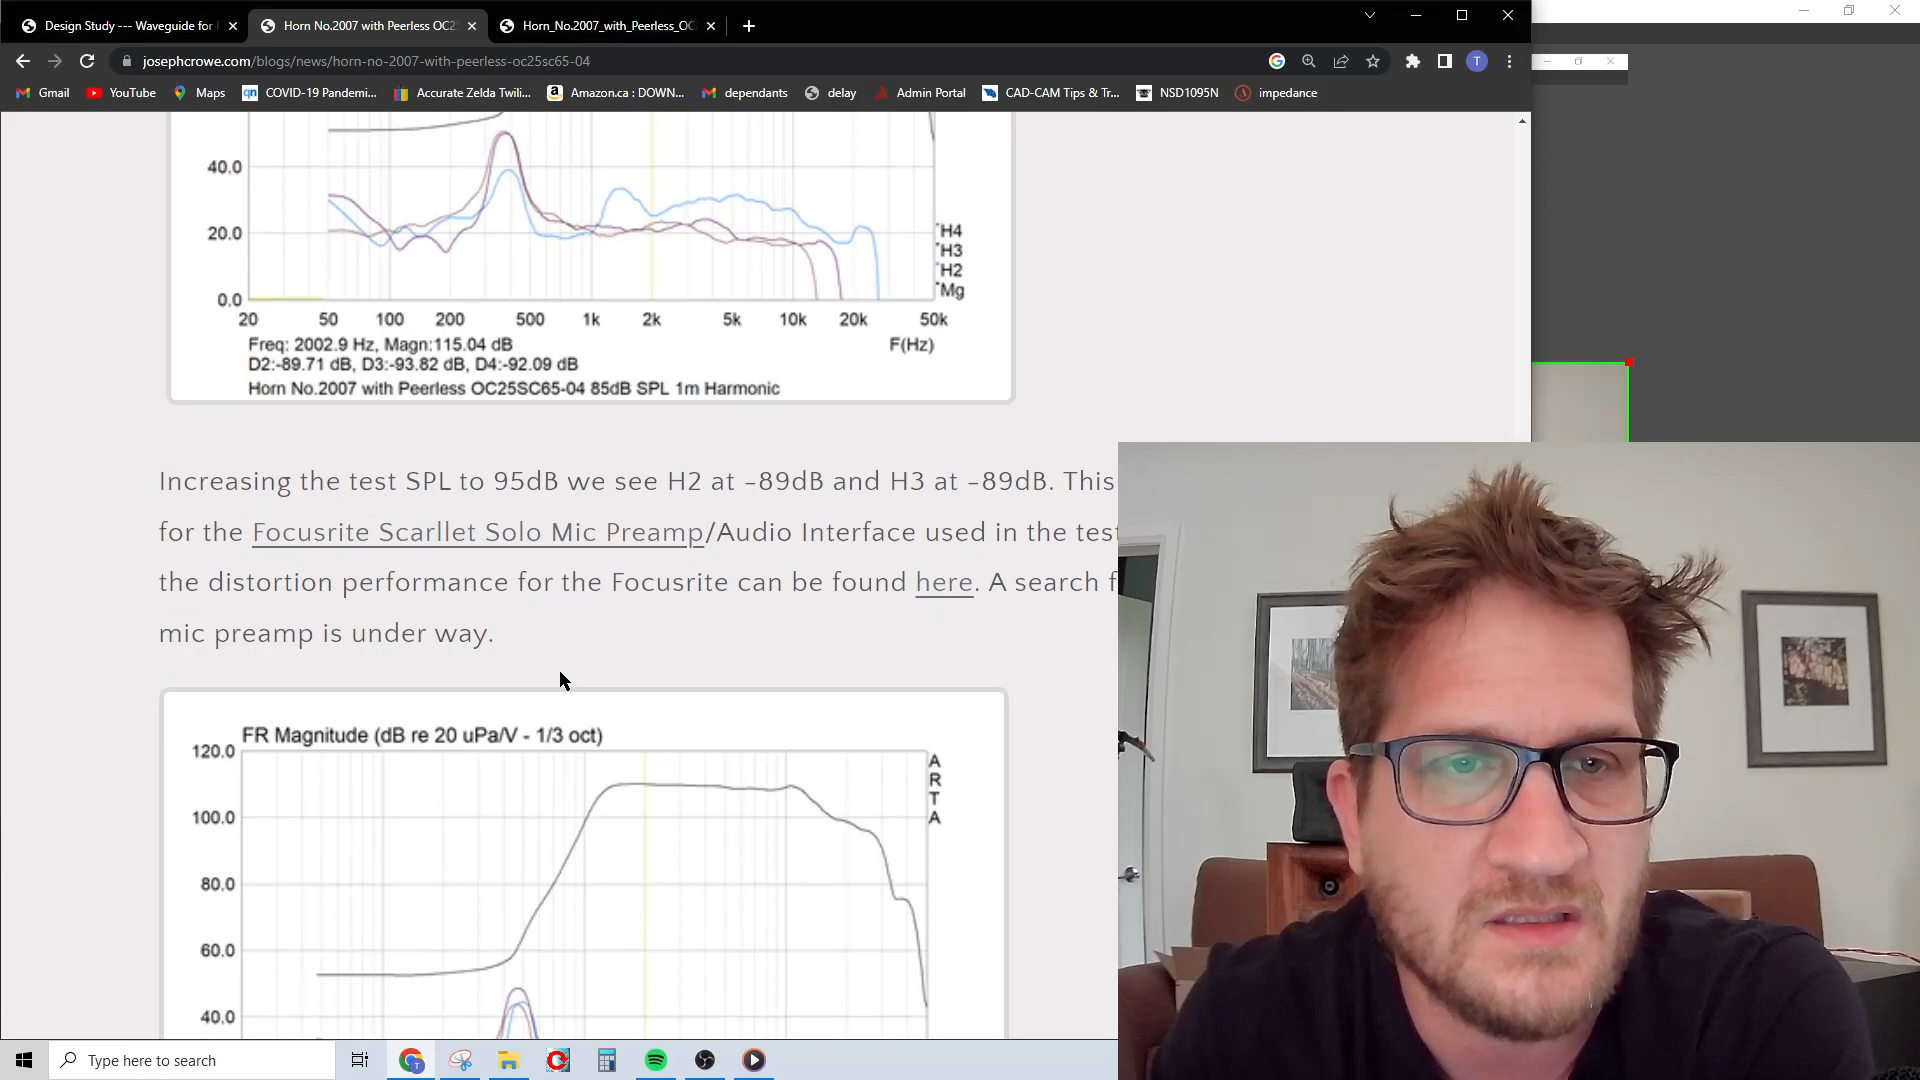 Design Study --- Waveguide for
Horn No.2007 with Peerless OC25
Horn_No.2007_with_Peerless_OC
josephcrowe.com/blogs/news/horn-no-2007-with-peerless-oc25sc65-04
T
Gmail
YouTube
Maps
qn COVID-19 Pandemi...
Accurate Zelda Twili...
Amazon.ca : DOWN...
dependants
delay
Admin Portal
CAD-CAM Tips & Tr...
NSD1095N
impedance
40.0
20.0
0.0
H4
H3
H2
Mg
20 50 100 200 500 1k 2k 5k 10k 20k 50k
Freq: 2002.9 Hz, Magn:115.04 dB F(Hz)
D2:-89.71 dB, D3:-93.82 dB, D4:-92.09 dB
Horn No.2007 with Peerless OC25SC65-04 85dB SPL 1m Harmonic
Increasing the test SPL to 95dB we see H2 at -89dB and H3 at -89dB. This
for the Focusrite Scarllet Solo Mic Preamp/Audio Interface used in the test
the distortion performance for the Focusrite can be found here. A search f
mic preamp is under way.
FR Magnitude (dB re 20 uPa/V - 1/3 oct)
120.0
100.0
80.0
60.0
40.0
A
R
T
A
Type here to search